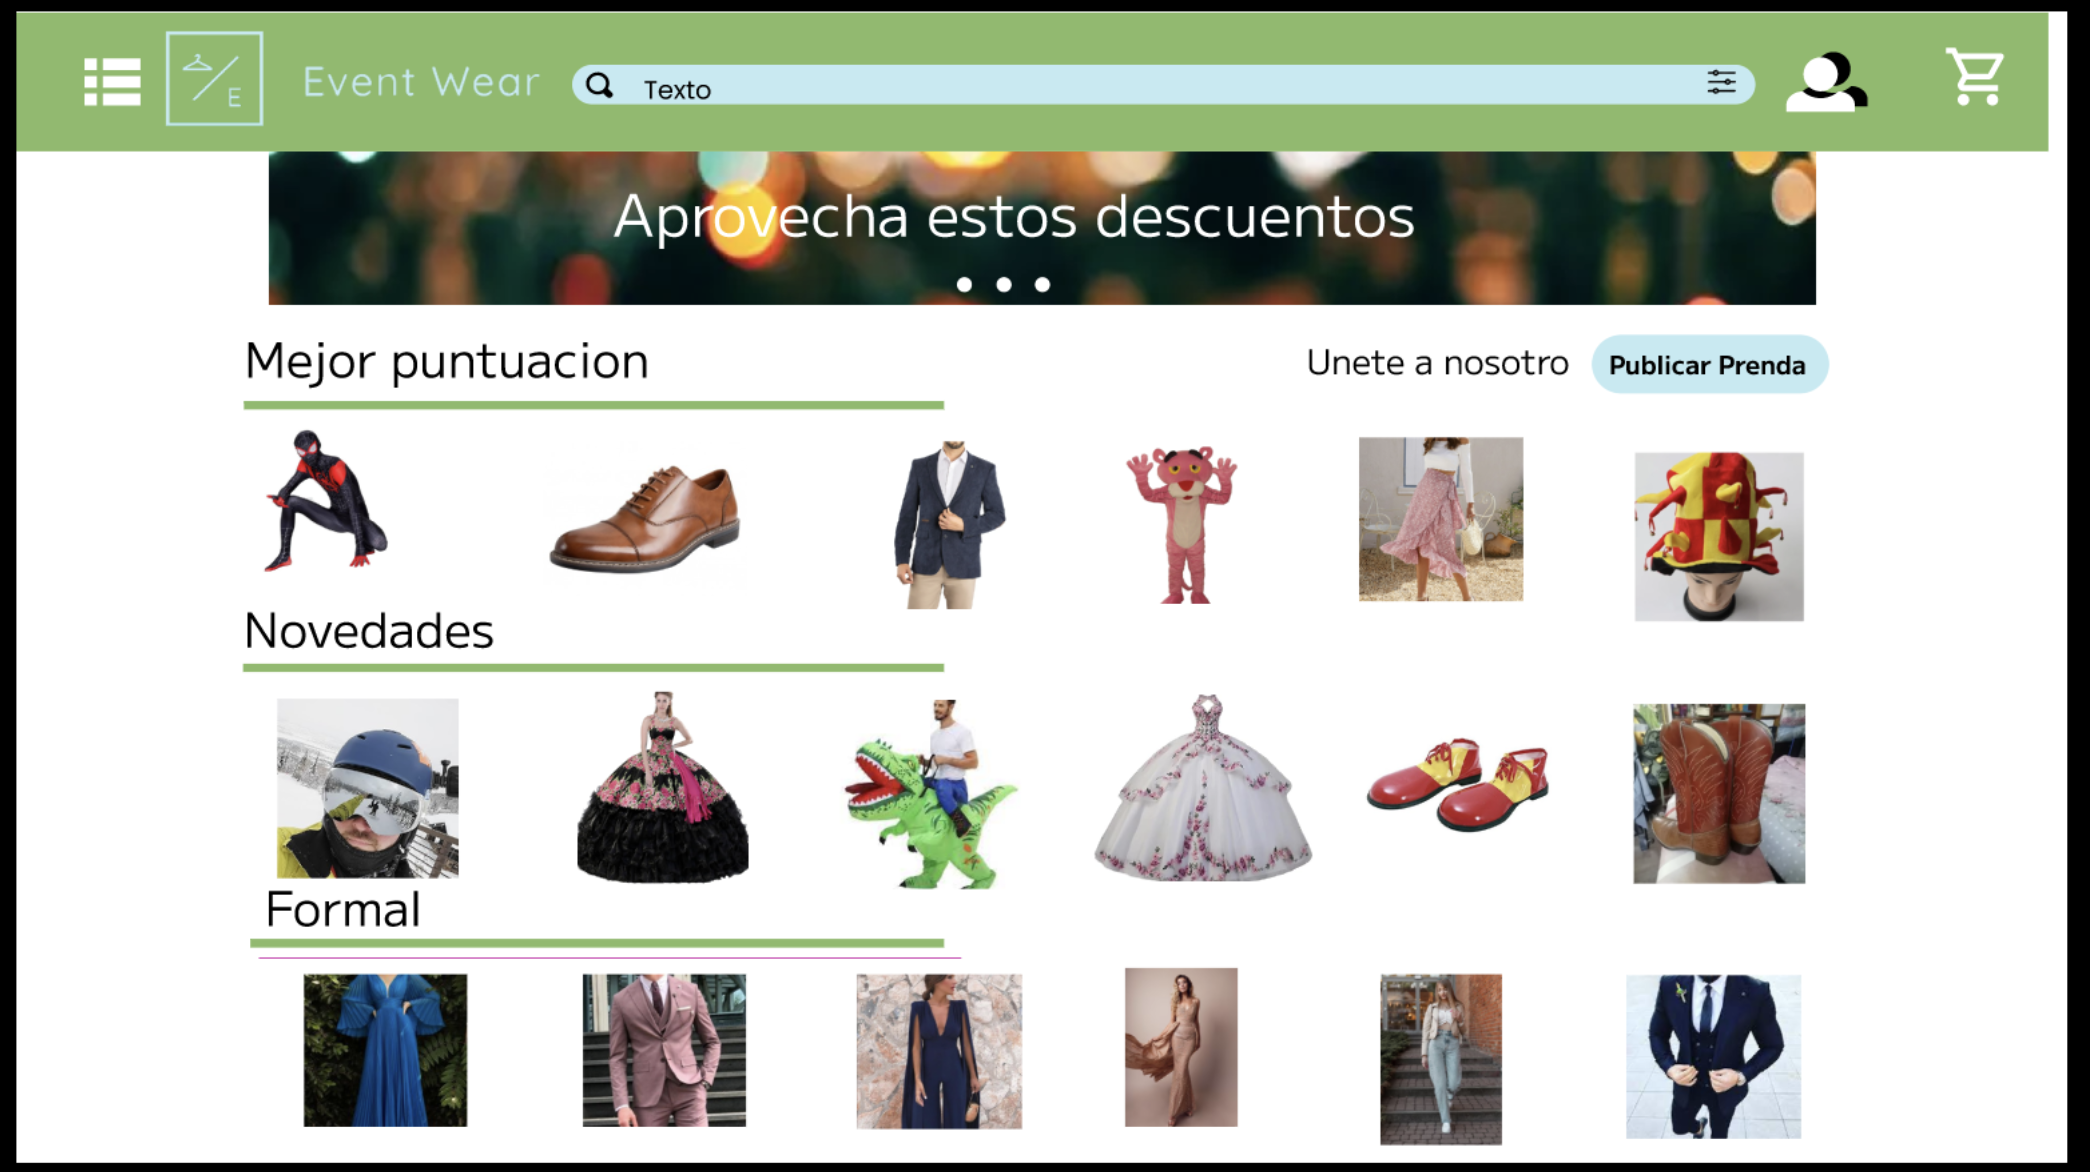 E
Event Wear
Texto
Aprovecha estos descuentos
Mejor puntuacion
Unete a nosotro
Publicar Prenda
Novedades
Formal